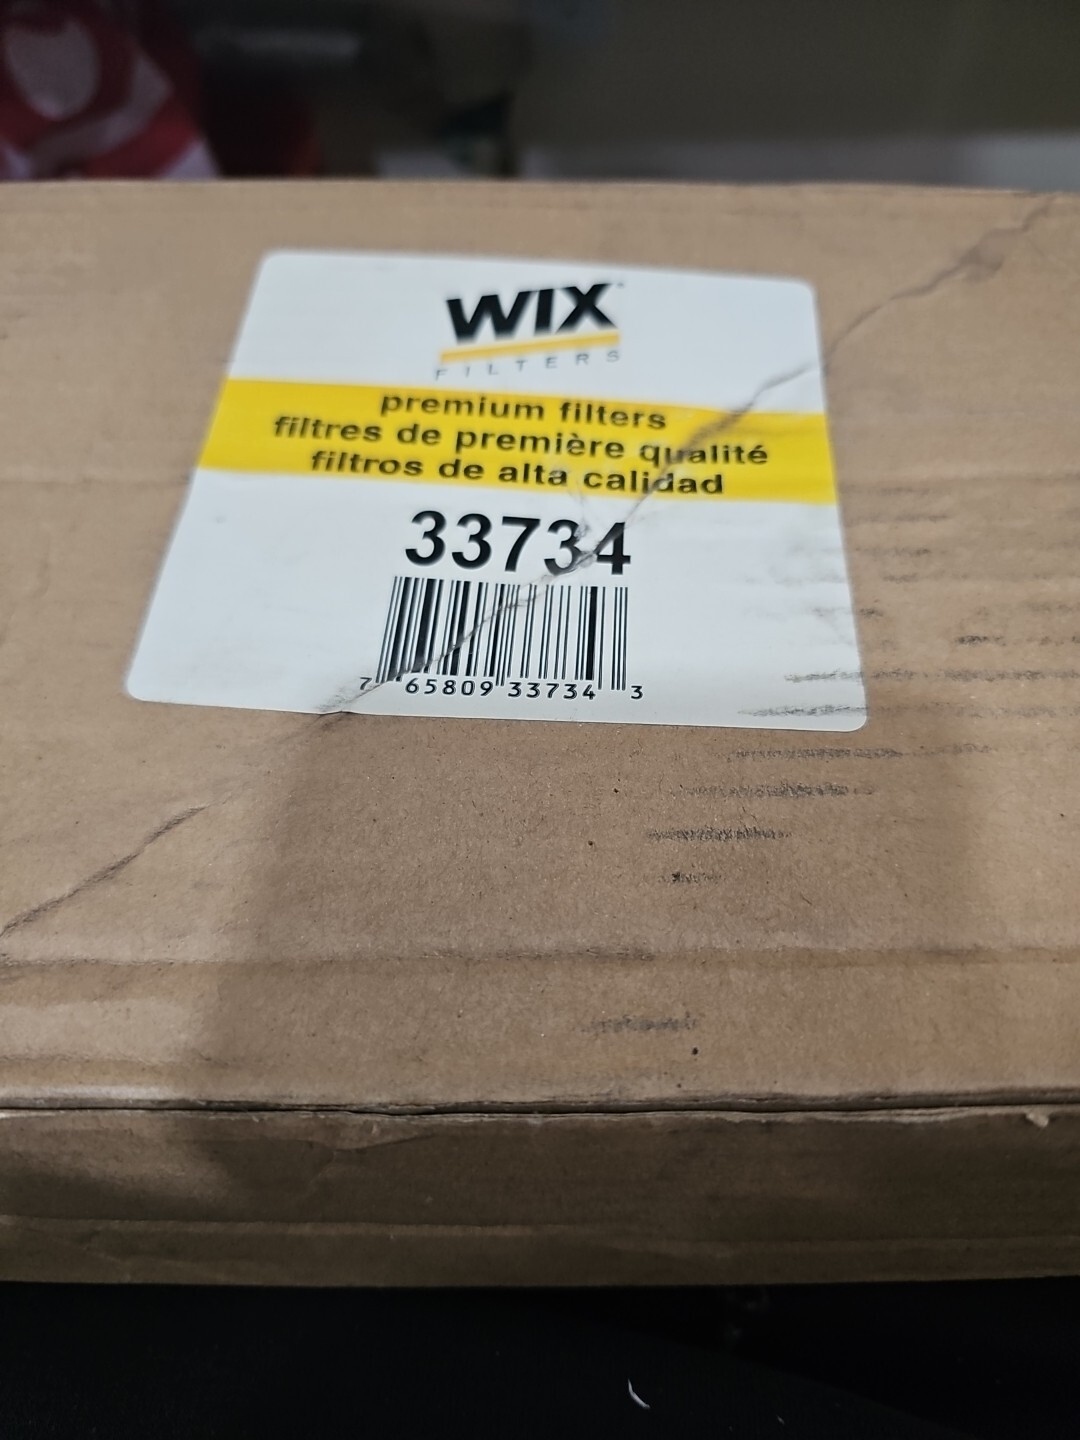 WIX
FILTERS
premium filters
filtres de première qualité
filtros de alta calidad
33734
7 65809 33734 3